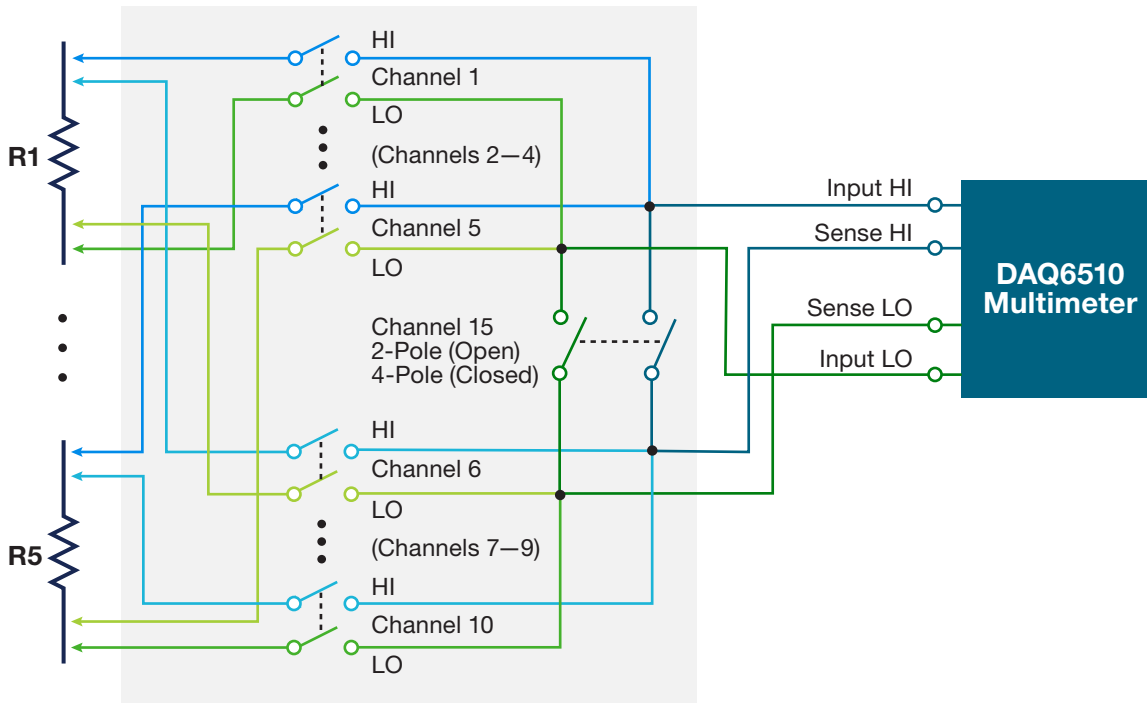 HI
Channel 1
LO
R1
(Channels 2—4)
HI
Channel 5
LO
Input HI
Sense HI
Sense LO
Input LO
DAQ6510
Multimeter
Channel 15
2-Pole (Open)
4-Pole (Closed)
HI
Channel 6
LO
R5
(Channels 7—9)
HI
Channel 10
LO